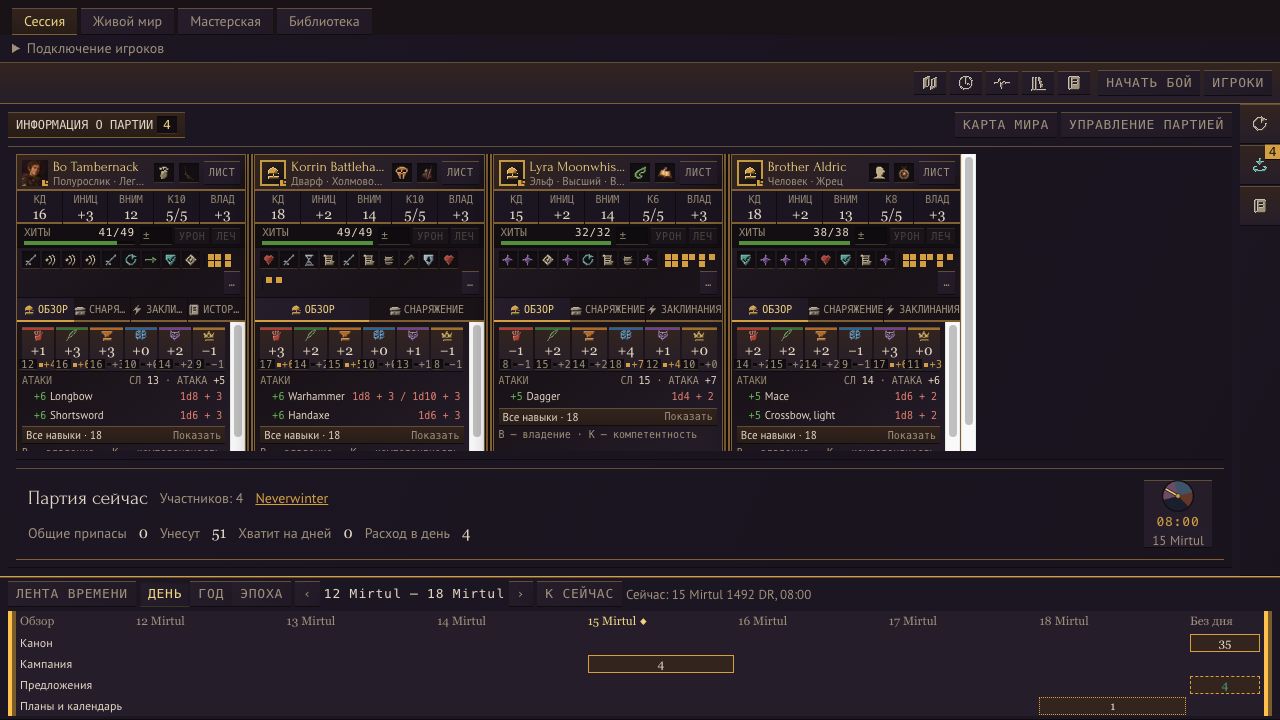 Сессия Живой мир Мастерская Библиотека
▶ Подключение игроков
НАЧАТЬ БОЙ ИГРОКИ
ИНФОРМАЦИЯ О ПАРТИИ 4 КАРТА МИРА УПРАВЛЕНИЕ ПАРТИЕЙ
4
Bo Tambernack
Полурослик · Лег…
ЛИСТ
КД ИНИЦ ВНИМ К10 ВЛАД
16 +3 12 5/5 +3
ХИТЫ 41/49 ± УРОН ЛЕЧ
…
ОБЗОР СНАРЯ… ЗАКЛИ… ИСТОР…
+1 +3 +3 +0 +2 −1
АТАКИ СЛ 13 · АТАКА +5
+6 Longbow 1d8 + 3
+6 Shortsword 1d6 + 3
Все навыки · 18 Показать
Korrin Battleha…
Дварф · Холмово…
ЛИСТ
КД ИНИЦ ВНИМ К10 ВЛАД
18 +2 14 5/5 +3
ХИТЫ 49/49 ± УРОН ЛЕЧ
…
ОБЗОР СНАРЯЖЕНИЕ
+3 +2 +2 +0 +1 −1
АТАКИ СЛ 14 · АТАКА +6
+6 Warhammer 1d8 + 3 / 1d10 + 3
+6 Handaxe 1d6 + 3
Все навыки · 18 Показать
Lyra Moonwhis…
Эльф · Высший · В…
ЛИСТ
КД ИНИЦ ВНИМ К6 ВЛАД
15 +2 14 5/5 +3
ХИТЫ 32/32 ± УРОН ЛЕЧ
…
ОБЗОР СНАРЯЖЕНИЕ ЗАКЛИНАНИЯ
−1 +2 +2 +4 +1 +0
АТАКИ СЛ 15 · АТАКА +7
+5 Dagger 1d4 + 2
Все навыки · 18 Показать
В — владение · К — компетентность
Brother Aldric
Человек · Жрец
ЛИСТ
КД ИНИЦ ВНИМ К8 ВЛАД
18 +2 13 5/5 +3
ХИТЫ 38/38 ± УРОН ЛЕЧ
…
ОБЗОР СНАРЯЖЕНИЕ ЗАКЛИНАНИЯ
+2 +2 +2 −1 +3 +0
АТАКИ СЛ 14 · АТАКА +6
+5 Mace 1d6 + 2
+5 Crossbow, light 1d8 + 2
Все навыки · 18 Показать
Партия сейчас Участников: 4 Neverwinter
Общие припасы 0 Унесут 51 Хватит на дней 0 Расход в день 4
08:00
15 Mirtul
ЛЕНТА ВРЕМЕНИ ДЕНЬ ГОД ЭПОХА ‹ 12 Mirtul — 18 Mirtul › К СЕЙЧАС Сейчас: 15 Mirtul 1492 DR, 08:00
Обзор 12 Mirtul 13 Mirtul 14 Mirtul 15 Mirtul ♦ 16 Mirtul 17 Mirtul 18 Mirtul Без дня
Канон 35
Кампания 4
Предложения 4
Планы и календарь 1